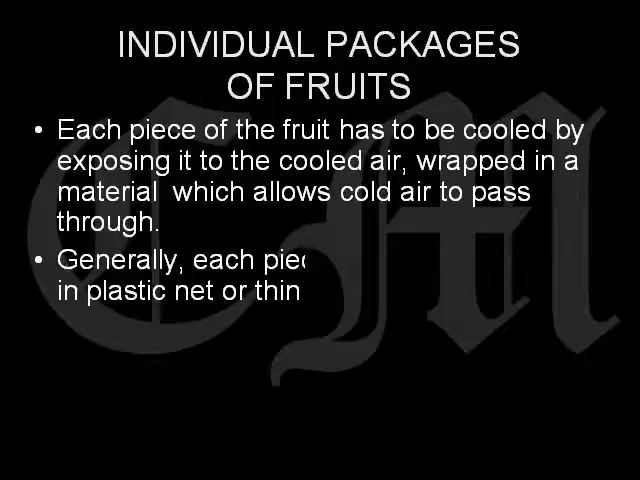 INDIVIDUAL PACKAGES
OF FRUITS
• Each piece of the fruit has to be cooled by
exposing it to the cooled air, wrapped in a
material which allows cold air to pass
through.
• Generally, each
in plastic net or thin